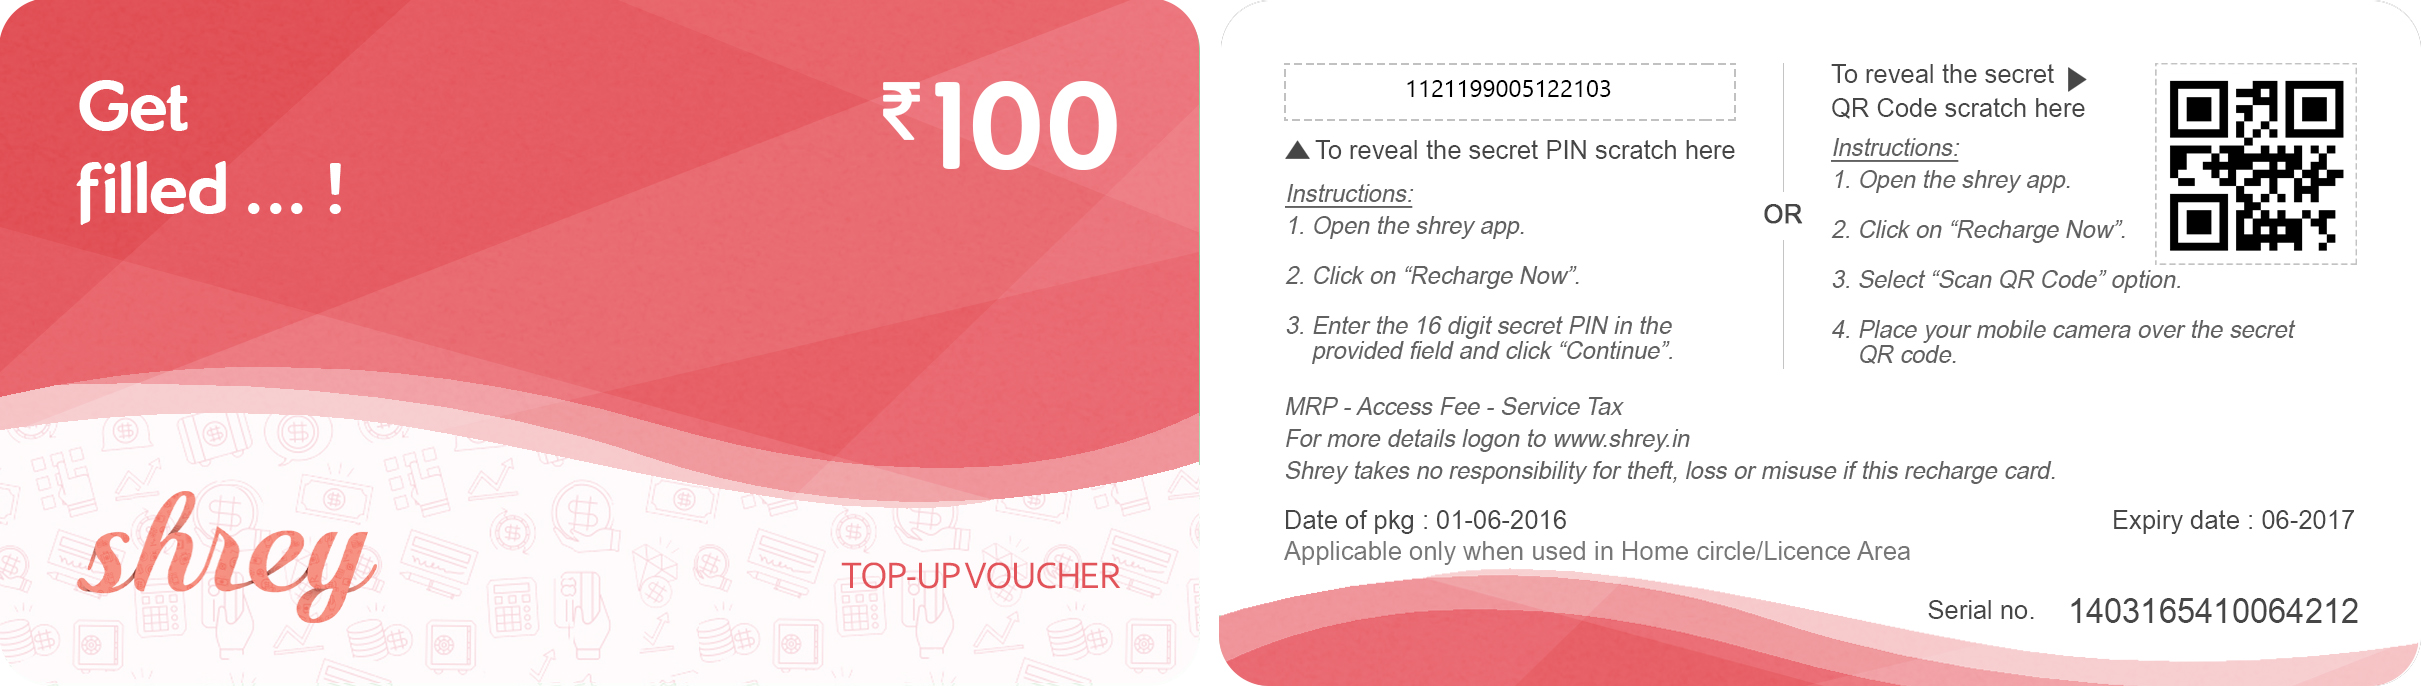 Get
filled ... !
₹100
shrey
TOP-UP VOUCHER
1121199005122103
▲ To reveal the secret PIN scratch here
Instructions:
1. Open the shrey app.
2. Click on “Recharge Now”.
3. Enter the 16 digit secret PIN in the
provided field and click “Continue”.
OR
To reveal the secret ▶
QR Code scratch here
Instructions:
1. Open the shrey app.
2. Click on “Recharge Now”.
3. Select “Scan QR Code” option.
4. Place your mobile camera over the secret
QR code.
MRP - Access Fee - Service Tax
For more details logon to www.shrey.in
Shrey takes no responsibility for theft, loss or misuse if this recharge card.
Date of pkg : 01-06-2016
Expiry date : 06-2017
Applicable only when used in Home circle/Licence Area
Serial no. 1403165410064212